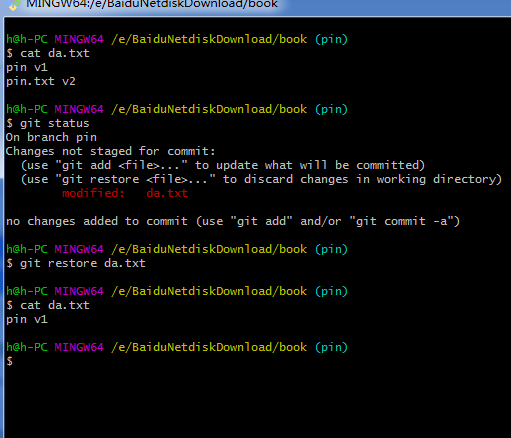 MINGW64:/e/BaiduNetdiskDownload/book
h@h-PC MINGW64 /e/BaiduNetdiskDownload/book (pin)
$ cat da.txt
pin v1
pin.txt v2
h@h-PC MINGW64 /e/BaiduNetdiskDownload/book (pin)
$ git status
On branch pin
Changes not staged for commit:
  (use "git add <file>..." to update what will be committed)
  (use "git restore <file>..." to discard changes in working directory)
        modified:   da.txt
no changes added to commit (use "git add" and/or "git commit -a")
h@h-PC MINGW64 /e/BaiduNetdiskDownload/book (pin)
$ git restore da.txt
h@h-PC MINGW64 /e/BaiduNetdiskDownload/book (pin)
$ cat da.txt
pin v1
h@h-PC MINGW64 /e/BaiduNetdiskDownload/book (pin)
$